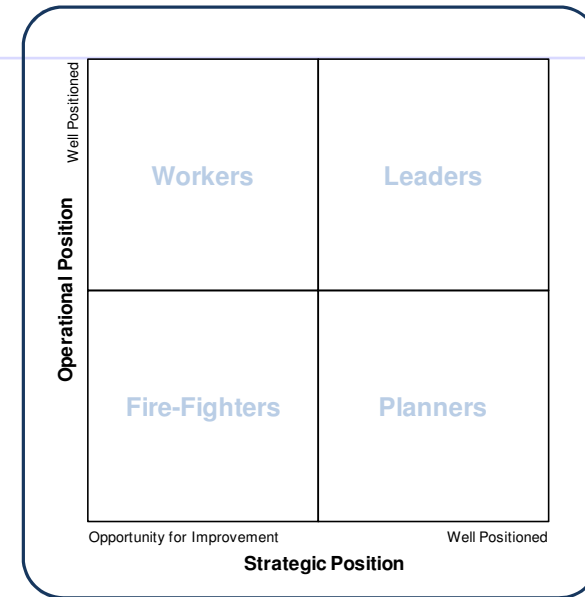 Well Positioned
Operational Position
Workers
Leaders
Fire-Fighters
Planners
Opportunity for Improvement
Well Positioned
Strategic Position